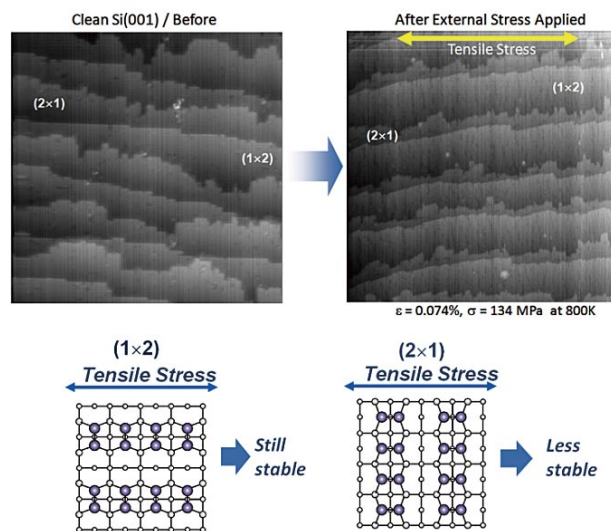 Clean Si(001) / Before
After External Stress Applied
Tensile Stress
(2×1)
(1×2)
(1×2)
(2×1)
ε = 0.074%, σ = 134 MPa at 800K
(1×2)
Tensile Stress
Still
stable
(2×1)
Tensile Stress
Less
stable